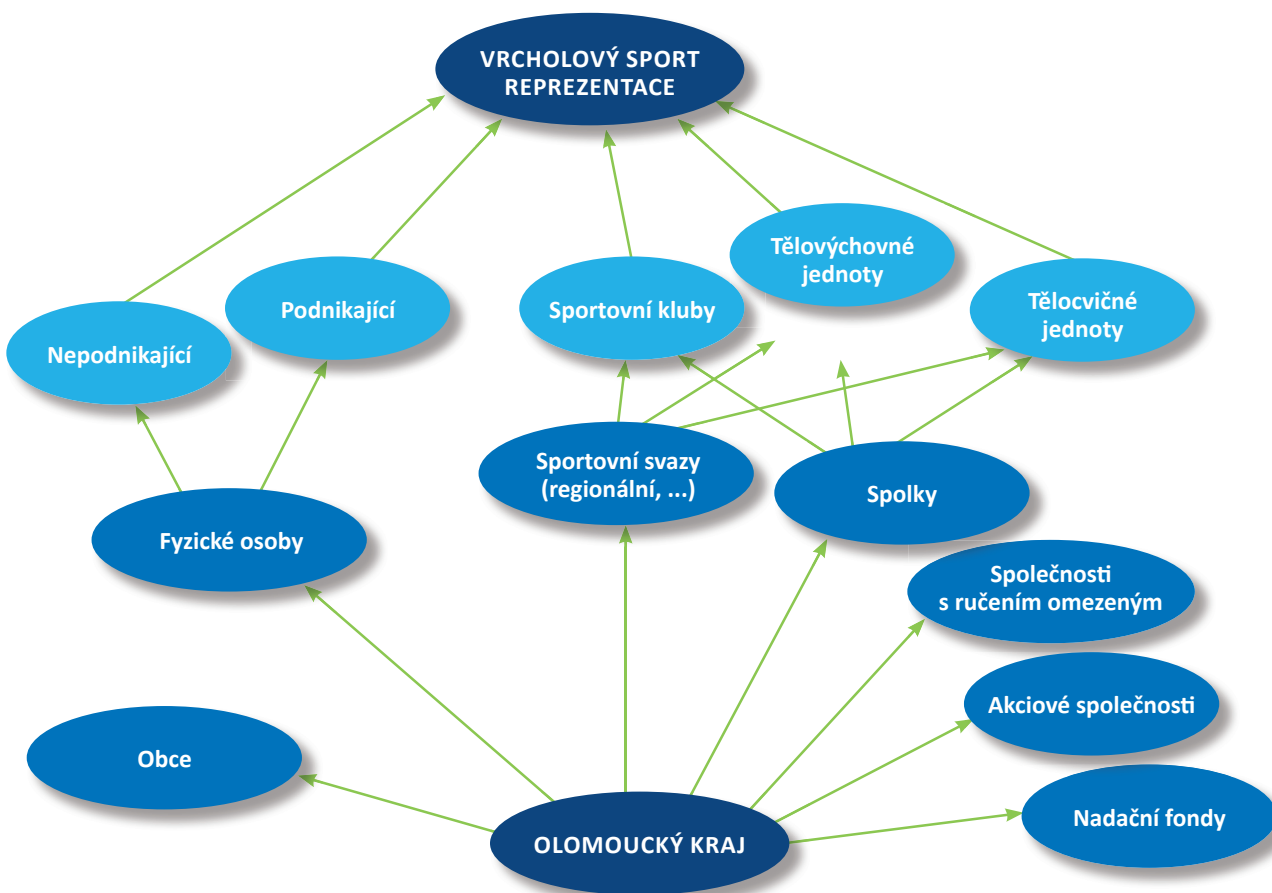 VRCHOLOVÝ SPORT
REPREZENTACE
Tělovýchovné
jednoty
Podnikající
Sportovní kluby
Tělocvičné
jednoty
Nepodnikající
Sportovní svazy
(regionální, ...)
Spolky
Fyzické osoby
Společnosti
s ručením omezeným
Akciové společnosti
Obce
Nadační fondy
OLOMOUCKÝ KRAJ